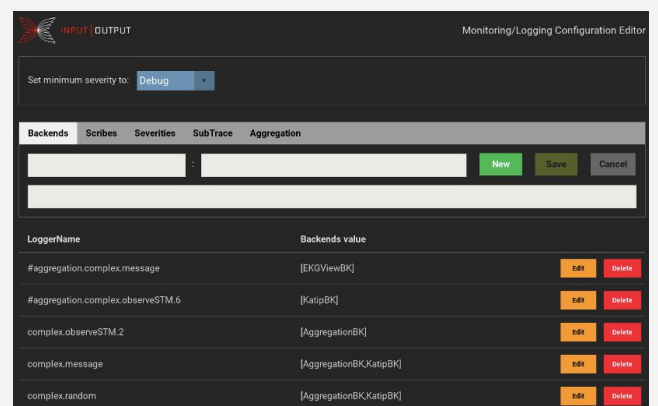 INPUT OUTPUT
Monitoring/Logging Configuration Editor
Set minimum severity to: Debug
Backends Scribes Severities SubTrace Aggregation
: New Save Cancel
LoggerName Backends value
#aggregation.complex.message [EKGViewBK] Edit Delete
#aggregation.complex.observeSTM.6 [KatipBK] Edit Delete
complex.observeSTM.2 [AggregationBK] Edit Delete
complex.message [AggregationBK,KatipBK] Edit Delete
complex.random [AggregationBK,KatipBK] Edit Delete